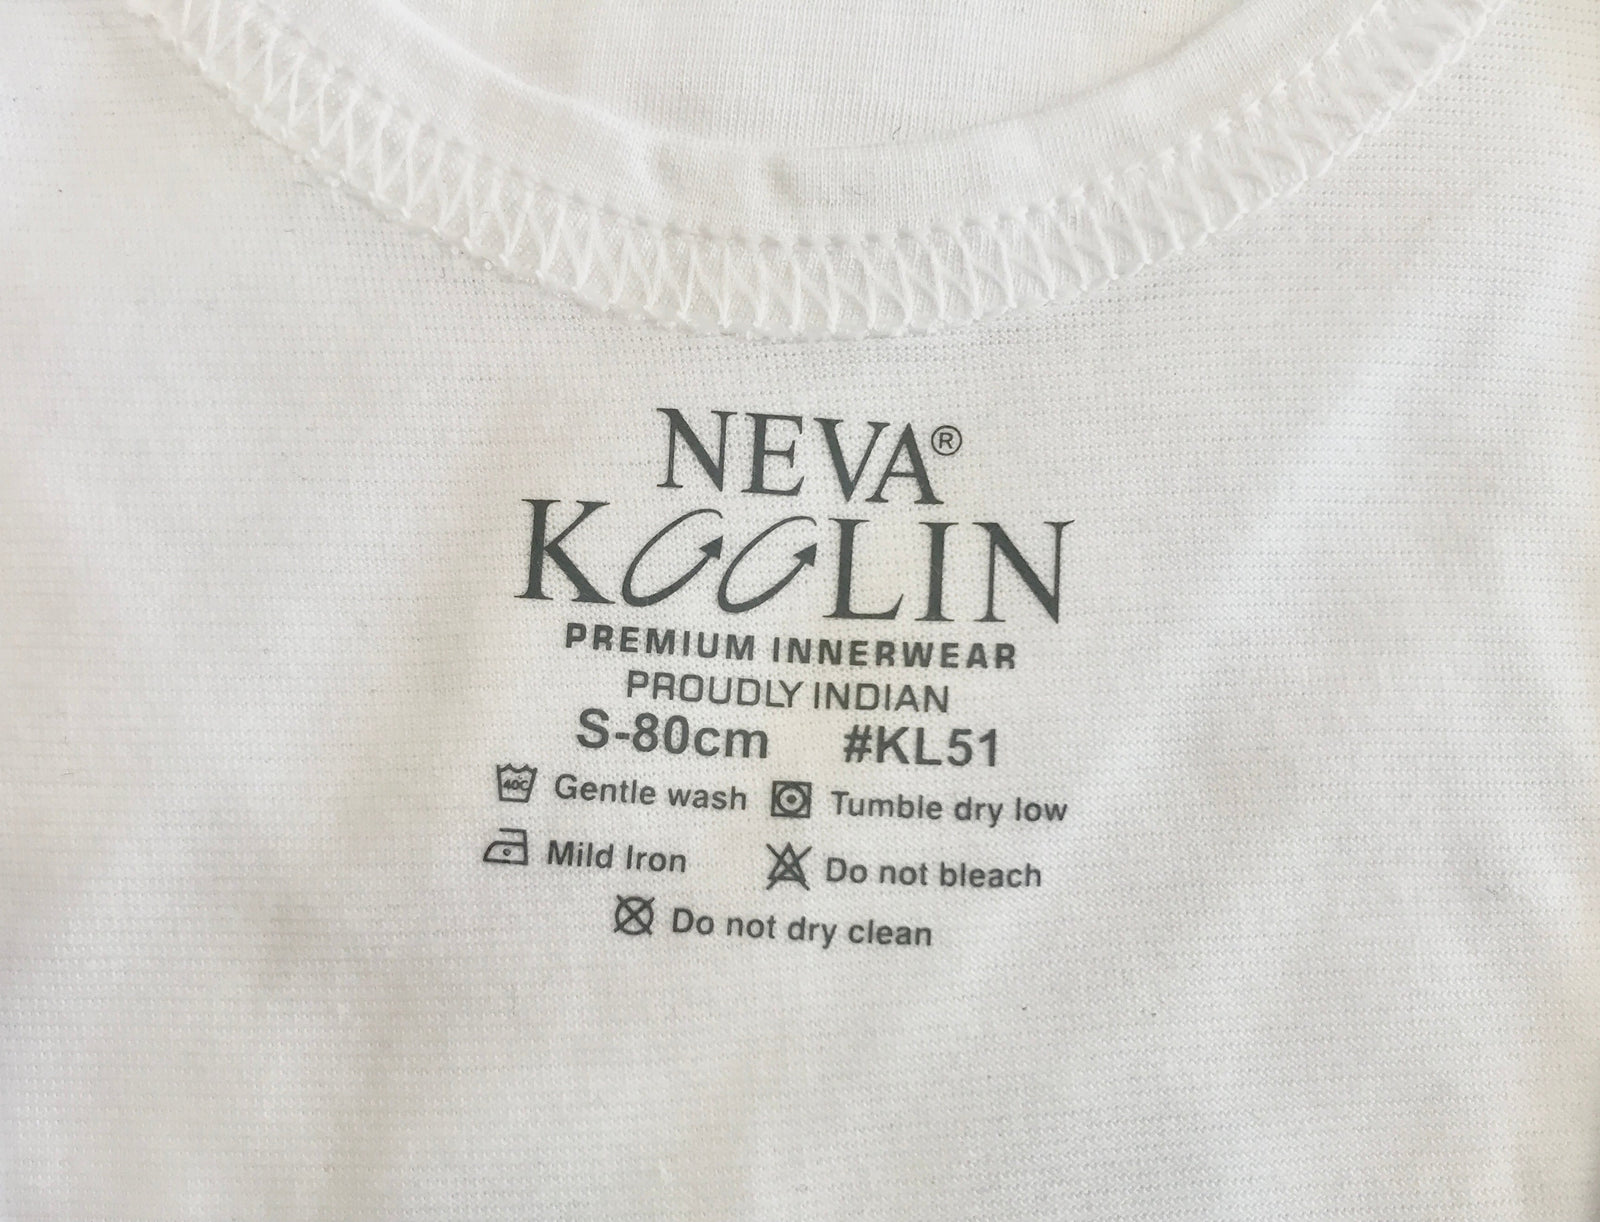 NEVA®
KOOLIN
PREMIUM INNERWEAR
PROUDLY INDIAN
S-80cm #KL51
40C Gentle wash Tumble dry low
Mild Iron Do not bleach
Do not dry clean